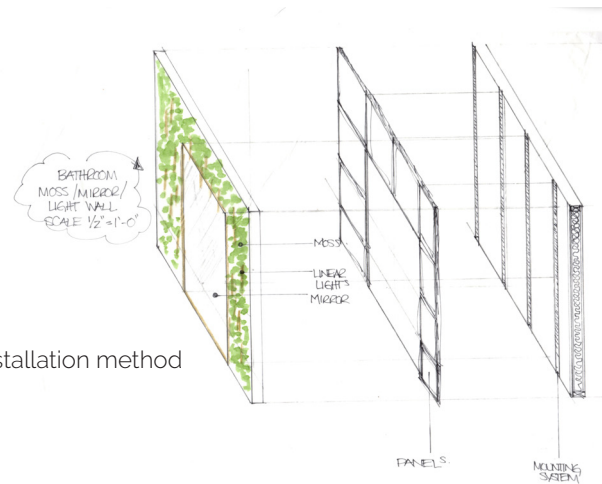 BATHROOM
MOSS/MIRROR/
LIGHT WALL
SCALE 1/2"=1'-0"
MOSS
LINEAR
LIGHTS
MIRROR
stallation method
PANELS
MOUNTING
SYSTEM